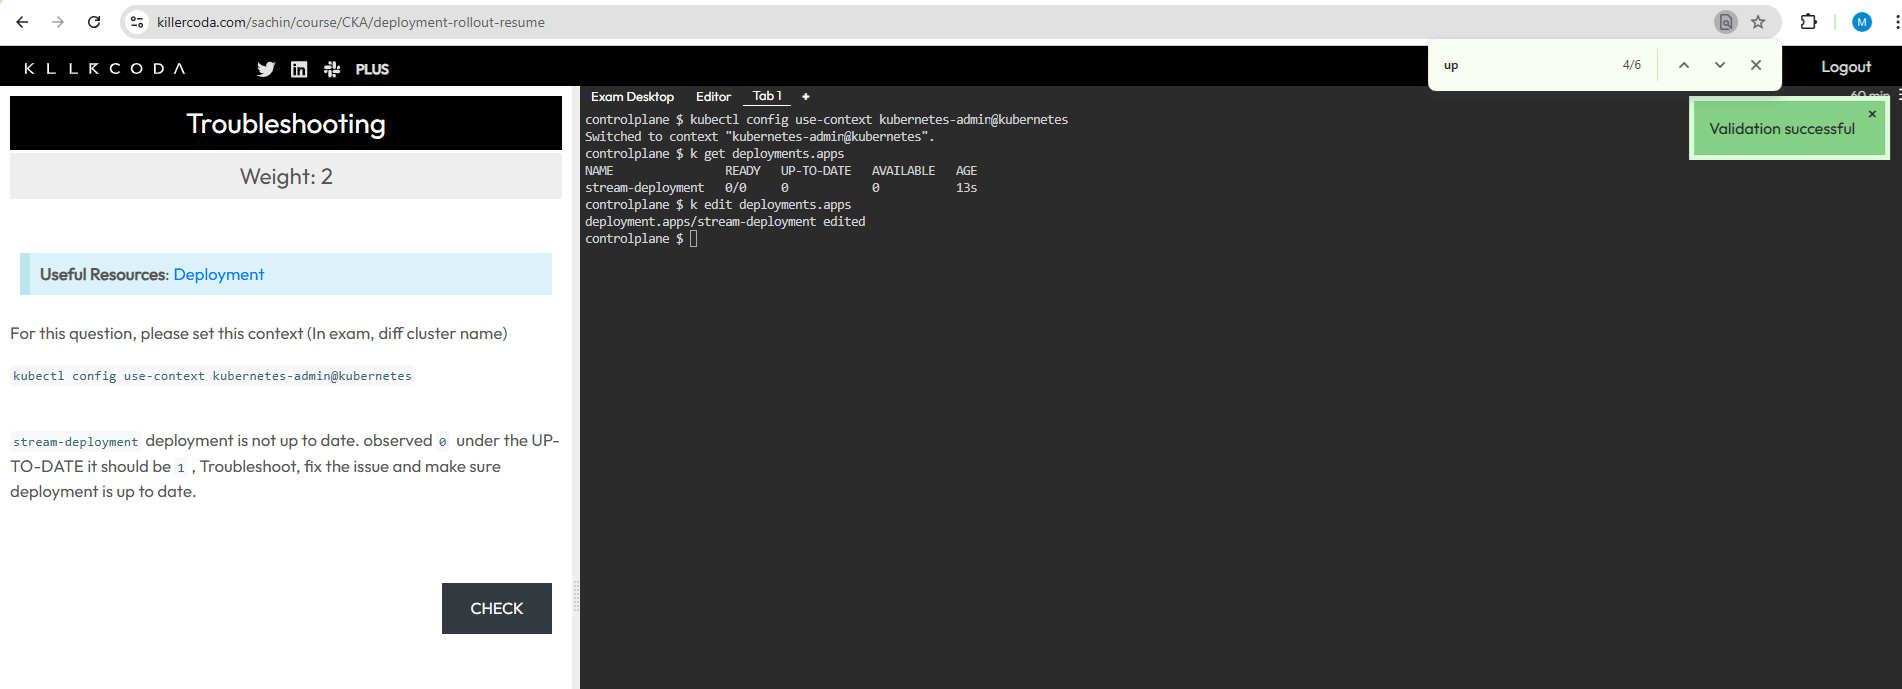 killercoda.com/sachin/course/CKA/deployment-rollout-resume
M
up 4/6
KLLRCODA PLUS Logout
Troubleshooting
Weight: 2
Useful Resources: Deployment
For this question, please set this context (In exam, diff cluster name)
kubectl config use-context kubernetes-admin@kubernetes
stream-deployment deployment is not up to date. observed 0 under the UP-
TO-DATE it should be 1 , Troubleshoot, fix the issue and make sure
deployment is up to date.
CHECK
Exam Desktop Editor Tab 1 +
60 min
controlplane $ kubectl config use-context kubernetes-admin@kubernetes
Switched to context "kubernetes-admin@kubernetes".
controlplane $ k get deployments.apps
NAME READY UP-TO-DATE AVAILABLE AGE
stream-deployment 0/0 0 0 13s
controlplane $ k edit deployments.apps
deployment.apps/stream-deployment edited
controlplane $
Validation successful